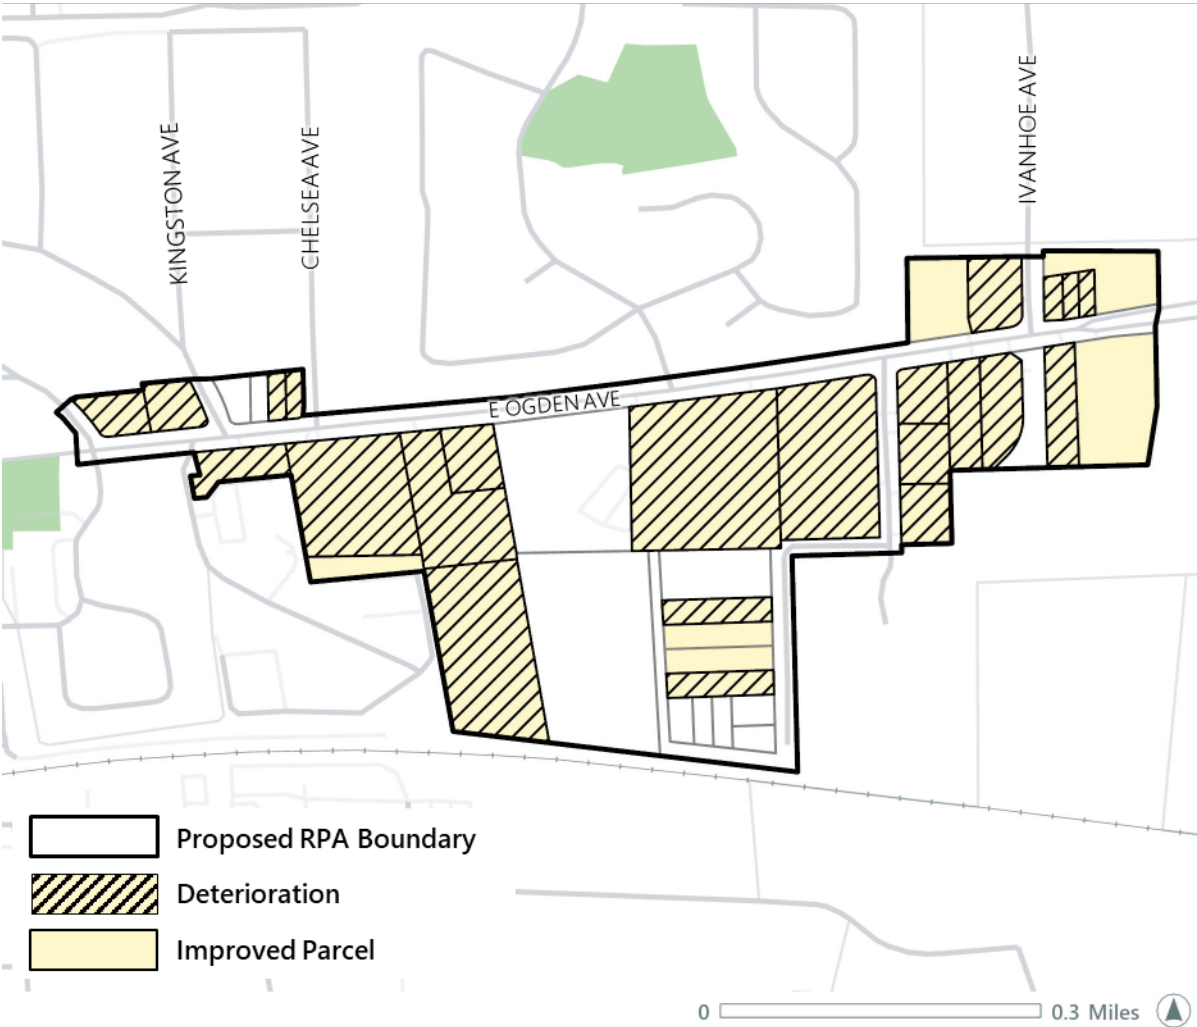 KINGSTON AVE
CHELSEA AVE
IVANHOE AVE
E OGDEN AVE
Proposed RPA Boundary
Deterioration
Improved Parcel
0 0.3 Miles